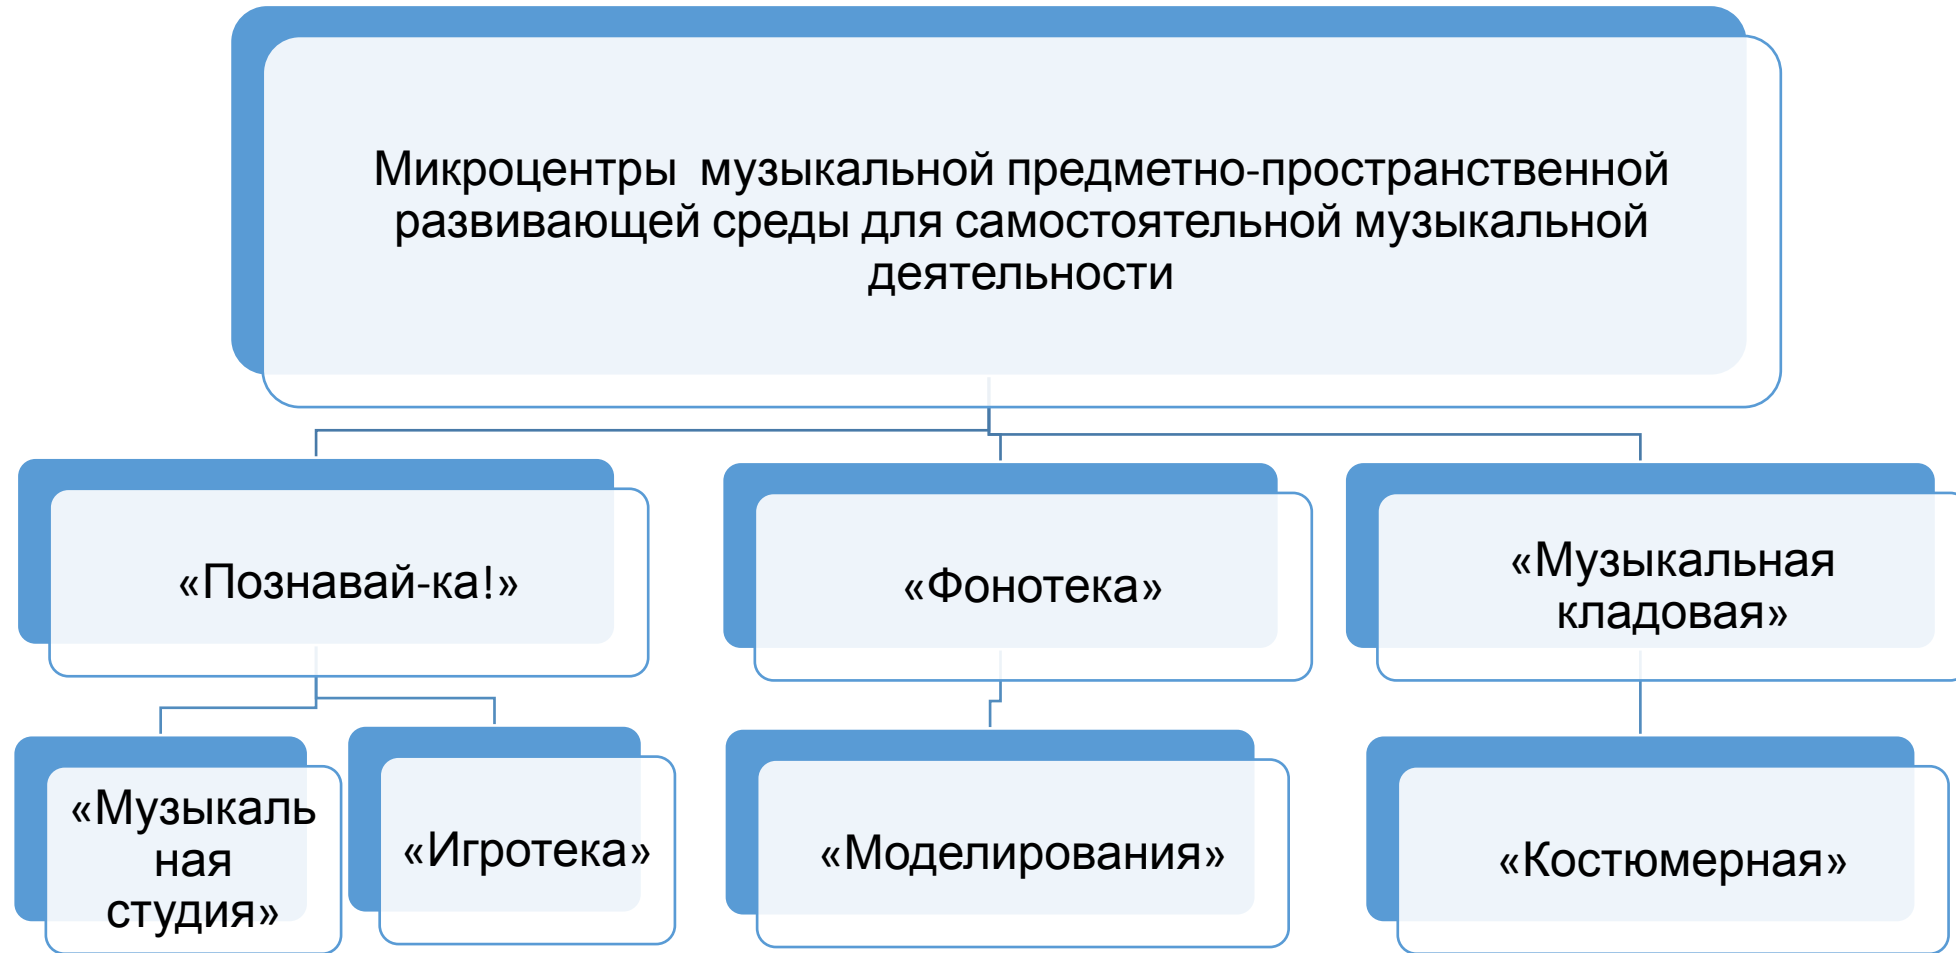 Микроцентры музыкальной предметно-пространственной
развивающей среды для самостоятельной музыкальной
деятельности
«Познавай-ка!»
«Фонотека»
«Музыкальная
кладовая»
«Музыкаль
ная
студия»
«Игротека»
«Моделирования»
«Костюмерная»